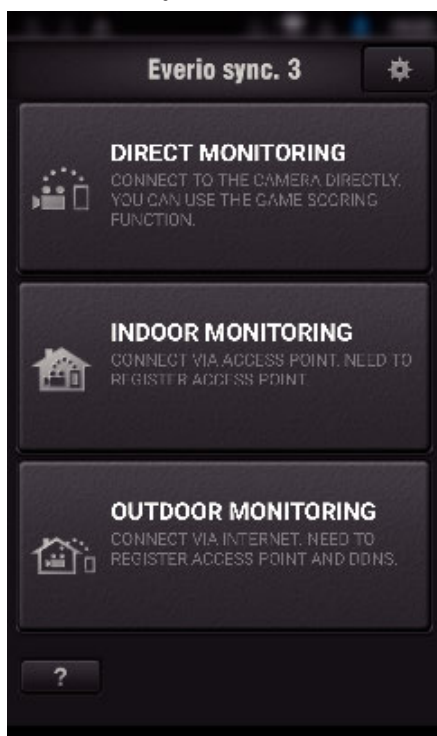 Everio sync. 3
DIRECT MONITORING
CONNECT TO THE CAMERA DIRECTLY.
YOU CAN USE THE GAME SCORING
FUNCTION.
INDOOR MONITORING
CONNECT VIA ACCESS POINT. NEED TO
REGISTER ACCESS POINT.
OUTDOOR MONITORING
CONNECT VIA INTERNET. NEED TO
REGISTER ACCESS POINT AND DDNS.
?